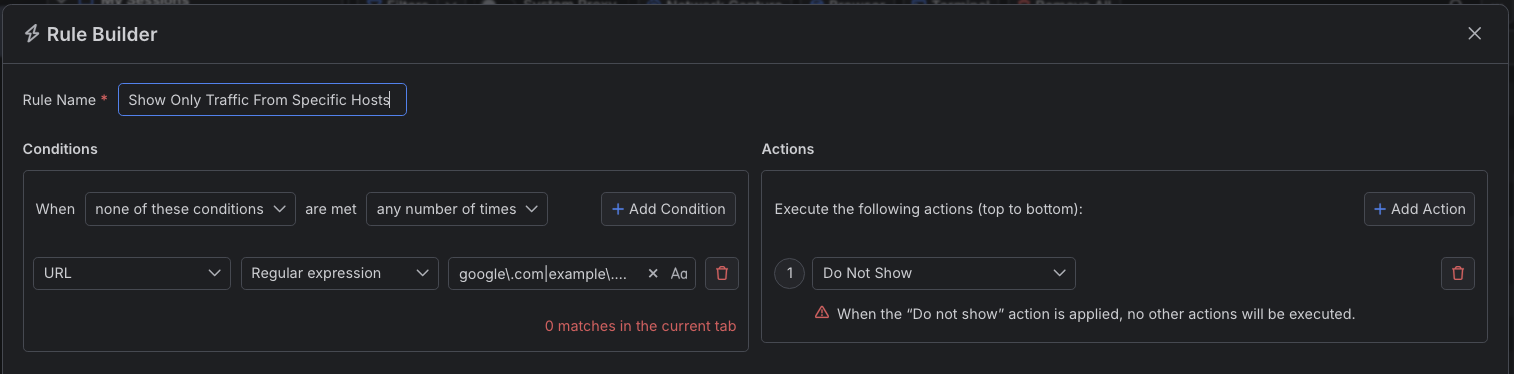 Rule Builder
Rule Name * Show Only Traffic From Specific Hosts
Conditions
When none of these conditions are met any number of times + Add Condition
URL Regular expression google\.com|example\.... Aa
0 matches in the current tab
Actions
Execute the following actions (top to bottom): + Add Action
1 Do Not Show
When the “Do not show” action is applied, no other actions will be executed.